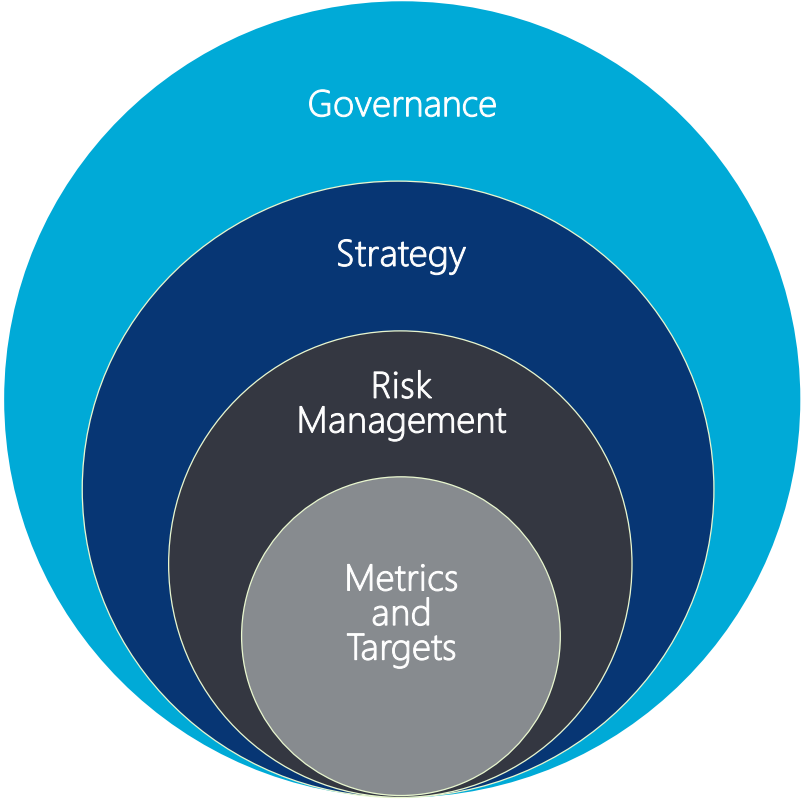 Governance
Strategy
Risk
Management
Metrics
and
Targets